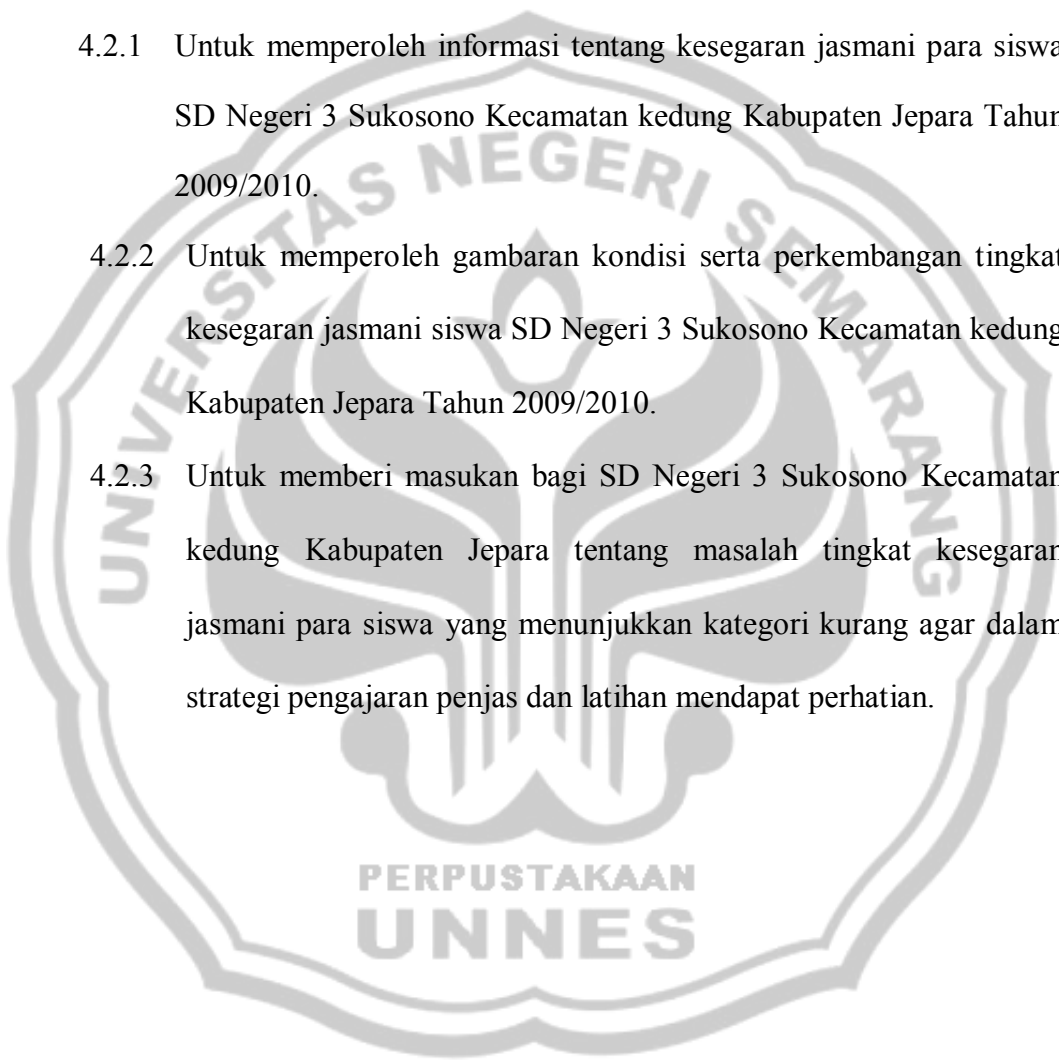 4.2.1 Untuk memperoleh informasi tentang kesegaran jasmani para siswa
SD Negeri 3 Sukosono Kecamatan kedung Kabupaten Jepara Tahun
2009/2010.
4.2.2 Untuk memperoleh gambaran kondisi serta perkembangan tingkat
kesegaran jasmani siswa SD Negeri 3 Sukosono Kecamatan kedung
Kabupaten Jepara Tahun 2009/2010.
4.2.3 Untuk memberi masukan bagi SD Negeri 3 Sukosono Kecamatan
kedung Kabupaten Jepara tentang masalah tingkat kesegaran
jasmani para siswa yang menunjukkan kategori kurang agar dalam
strategi pengajaran penjas dan latihan mendapat perhatian.
UNIVERSITAS NEGERI SEMARANG
PERPUSTAKAAN
UNNES